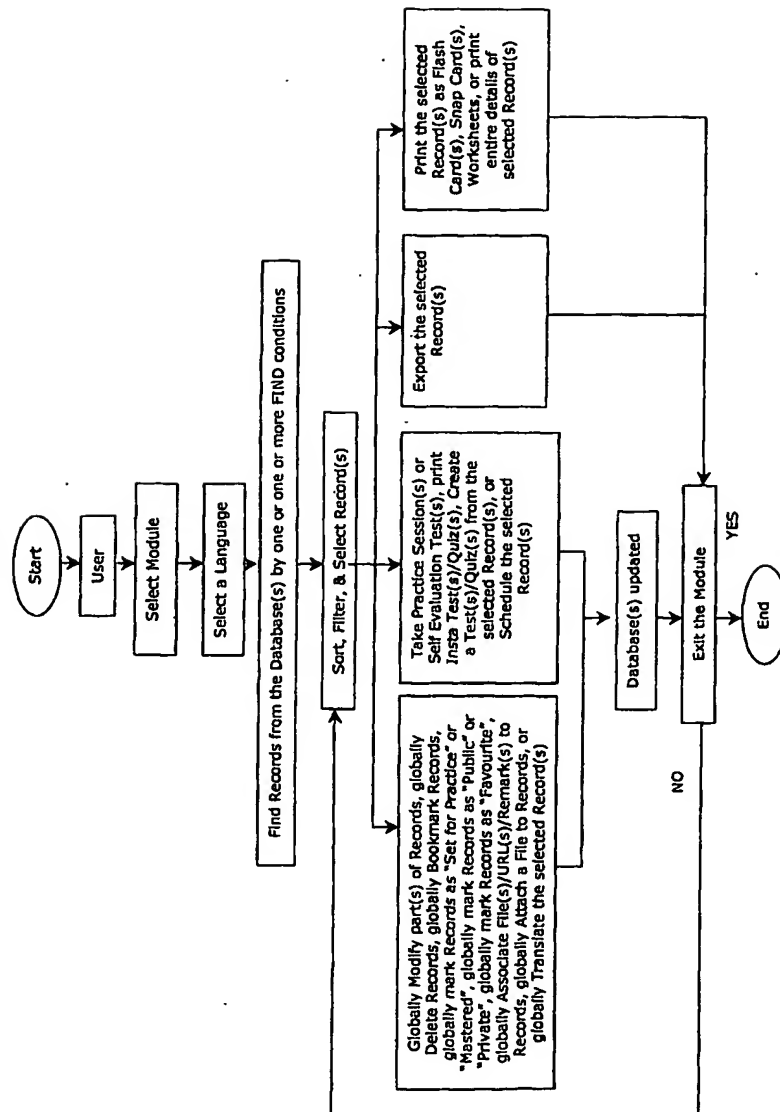 Start
User
Select Module
Select a Language
Find Records from the Database(s) by one or one or more FIND conditions
Sort, Filter, & Select Record(s)
Globally Modify part(s) of Records, globally
Delete Records, globally Bookmark Records,
globally mark Records as "Set for Practice" or
"Mastered", globally mark Records as "Public" or
"Private", globally mark Records as "Favourite",
globally Associate File(s)/URL(s)/Remark(s) to
Records, globally Attach a File to Records, or
globally Translate the selected Record(s)
Take Practice Session(s) or
Self Evaluation Test(s), print
Insta Test(s)/Quiz(s), Create
a Test(s)/Quiz(s) from the
selected Record(s), or
Schedule the selected
Record(s)
Export the selected
Record(s)
Print the selected
Record(s) as Flash
Card(s), Snap Card(s),
Worksheets, or print
entire details of
selected Record(s)
Database(s) updated
Exit the Module
NO
YES
End